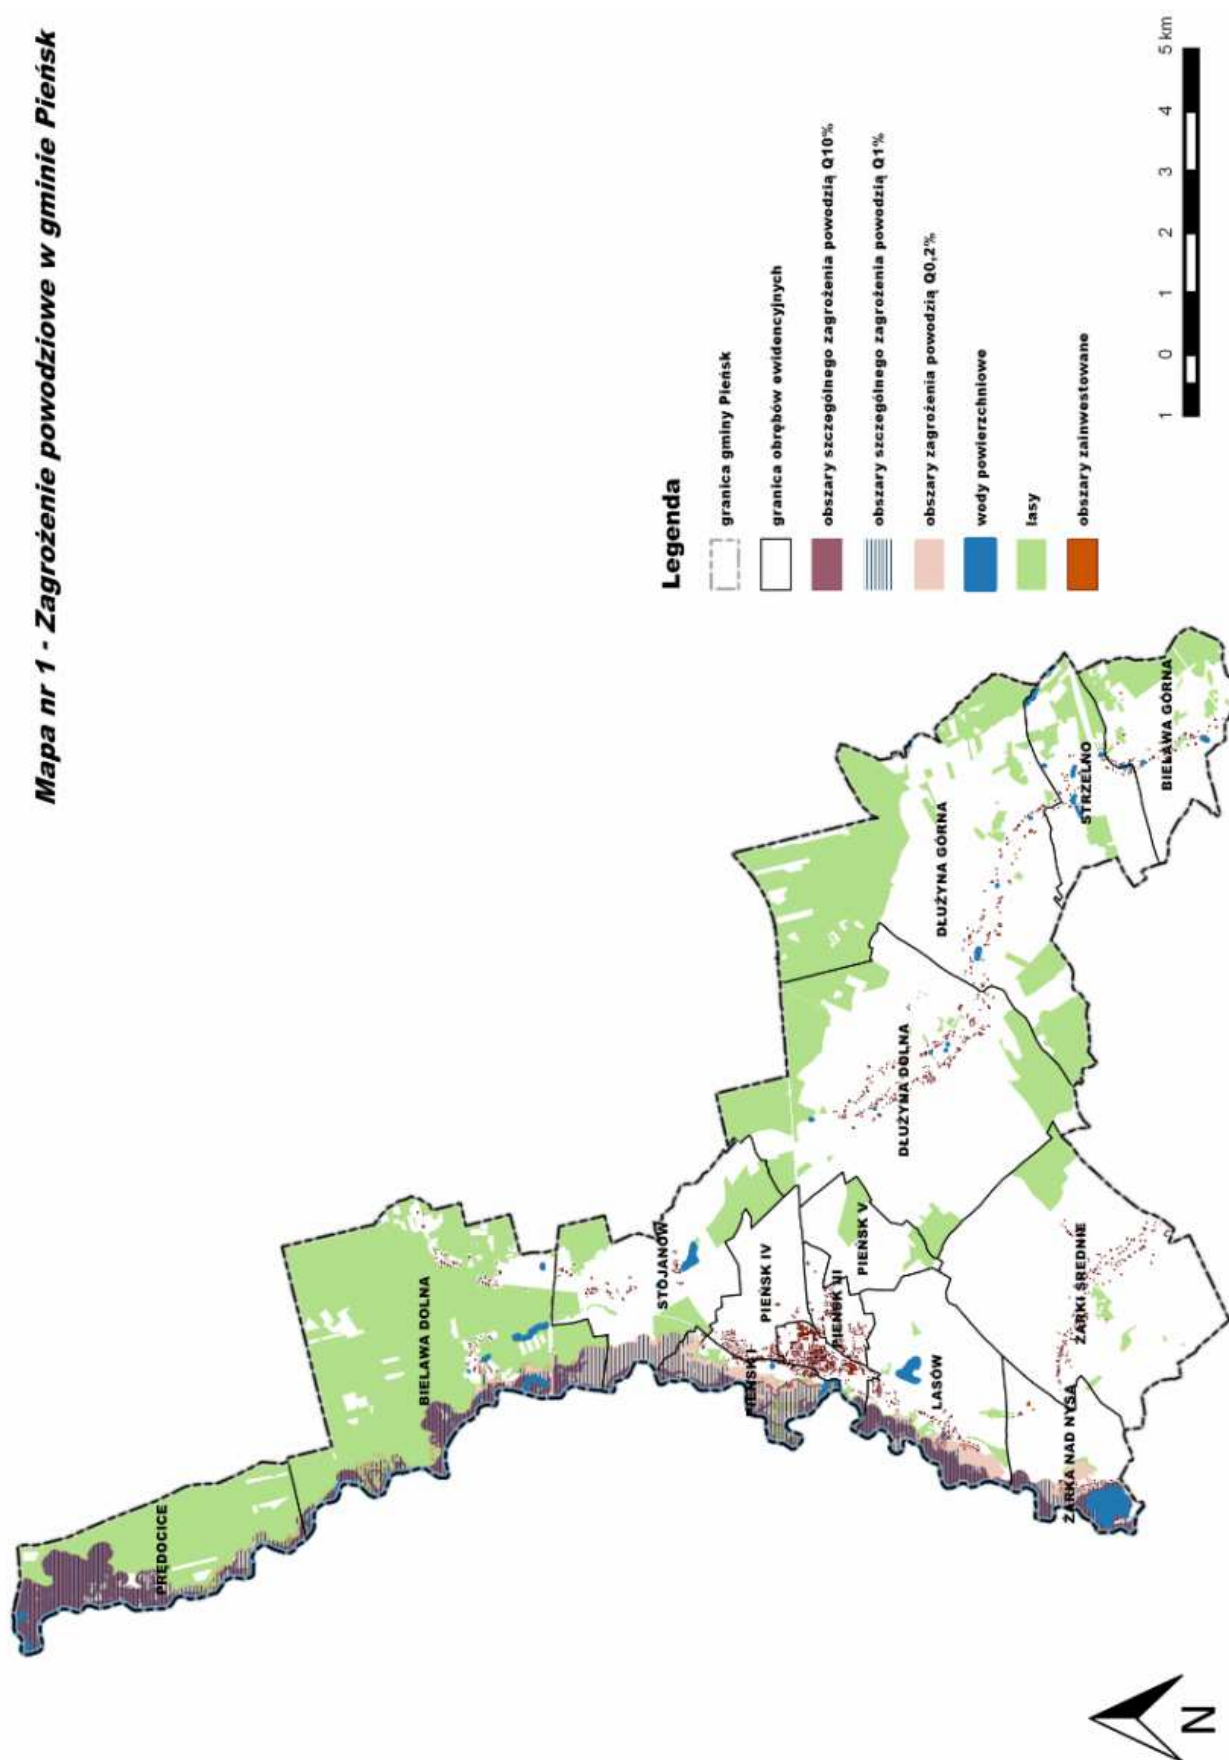 Mapa nr 1 - Zagrożenie powodziowe w gminie Pieńsk
PRĘDOCICE
BIELAWA DOLNA
STOJANÓW
PIEŃSK IV
PIEŃSK I
PIEŃSK III
PIEŃSK V
LASÓW
ŻARKA NAD NYSĄ
ŻARKI ŚREDNIE
DŁUŻYNA DOLNA
DŁUŻYNA GÓRNA
STRZELNO
BIELAWA GÓRNA
Legenda
granica gminy Pieńsk
granica obrębów ewidencyjnych
obszary szczególnego zagrożenia powodzią Q10%
obszary szczególnego zagrożenia powodzią Q1%
obszary zagrożenia powodzią Q0,2%
wody powierzchniowe
lasy
obszary zainwestowane
1 0 1 2 3 4 5 km
N